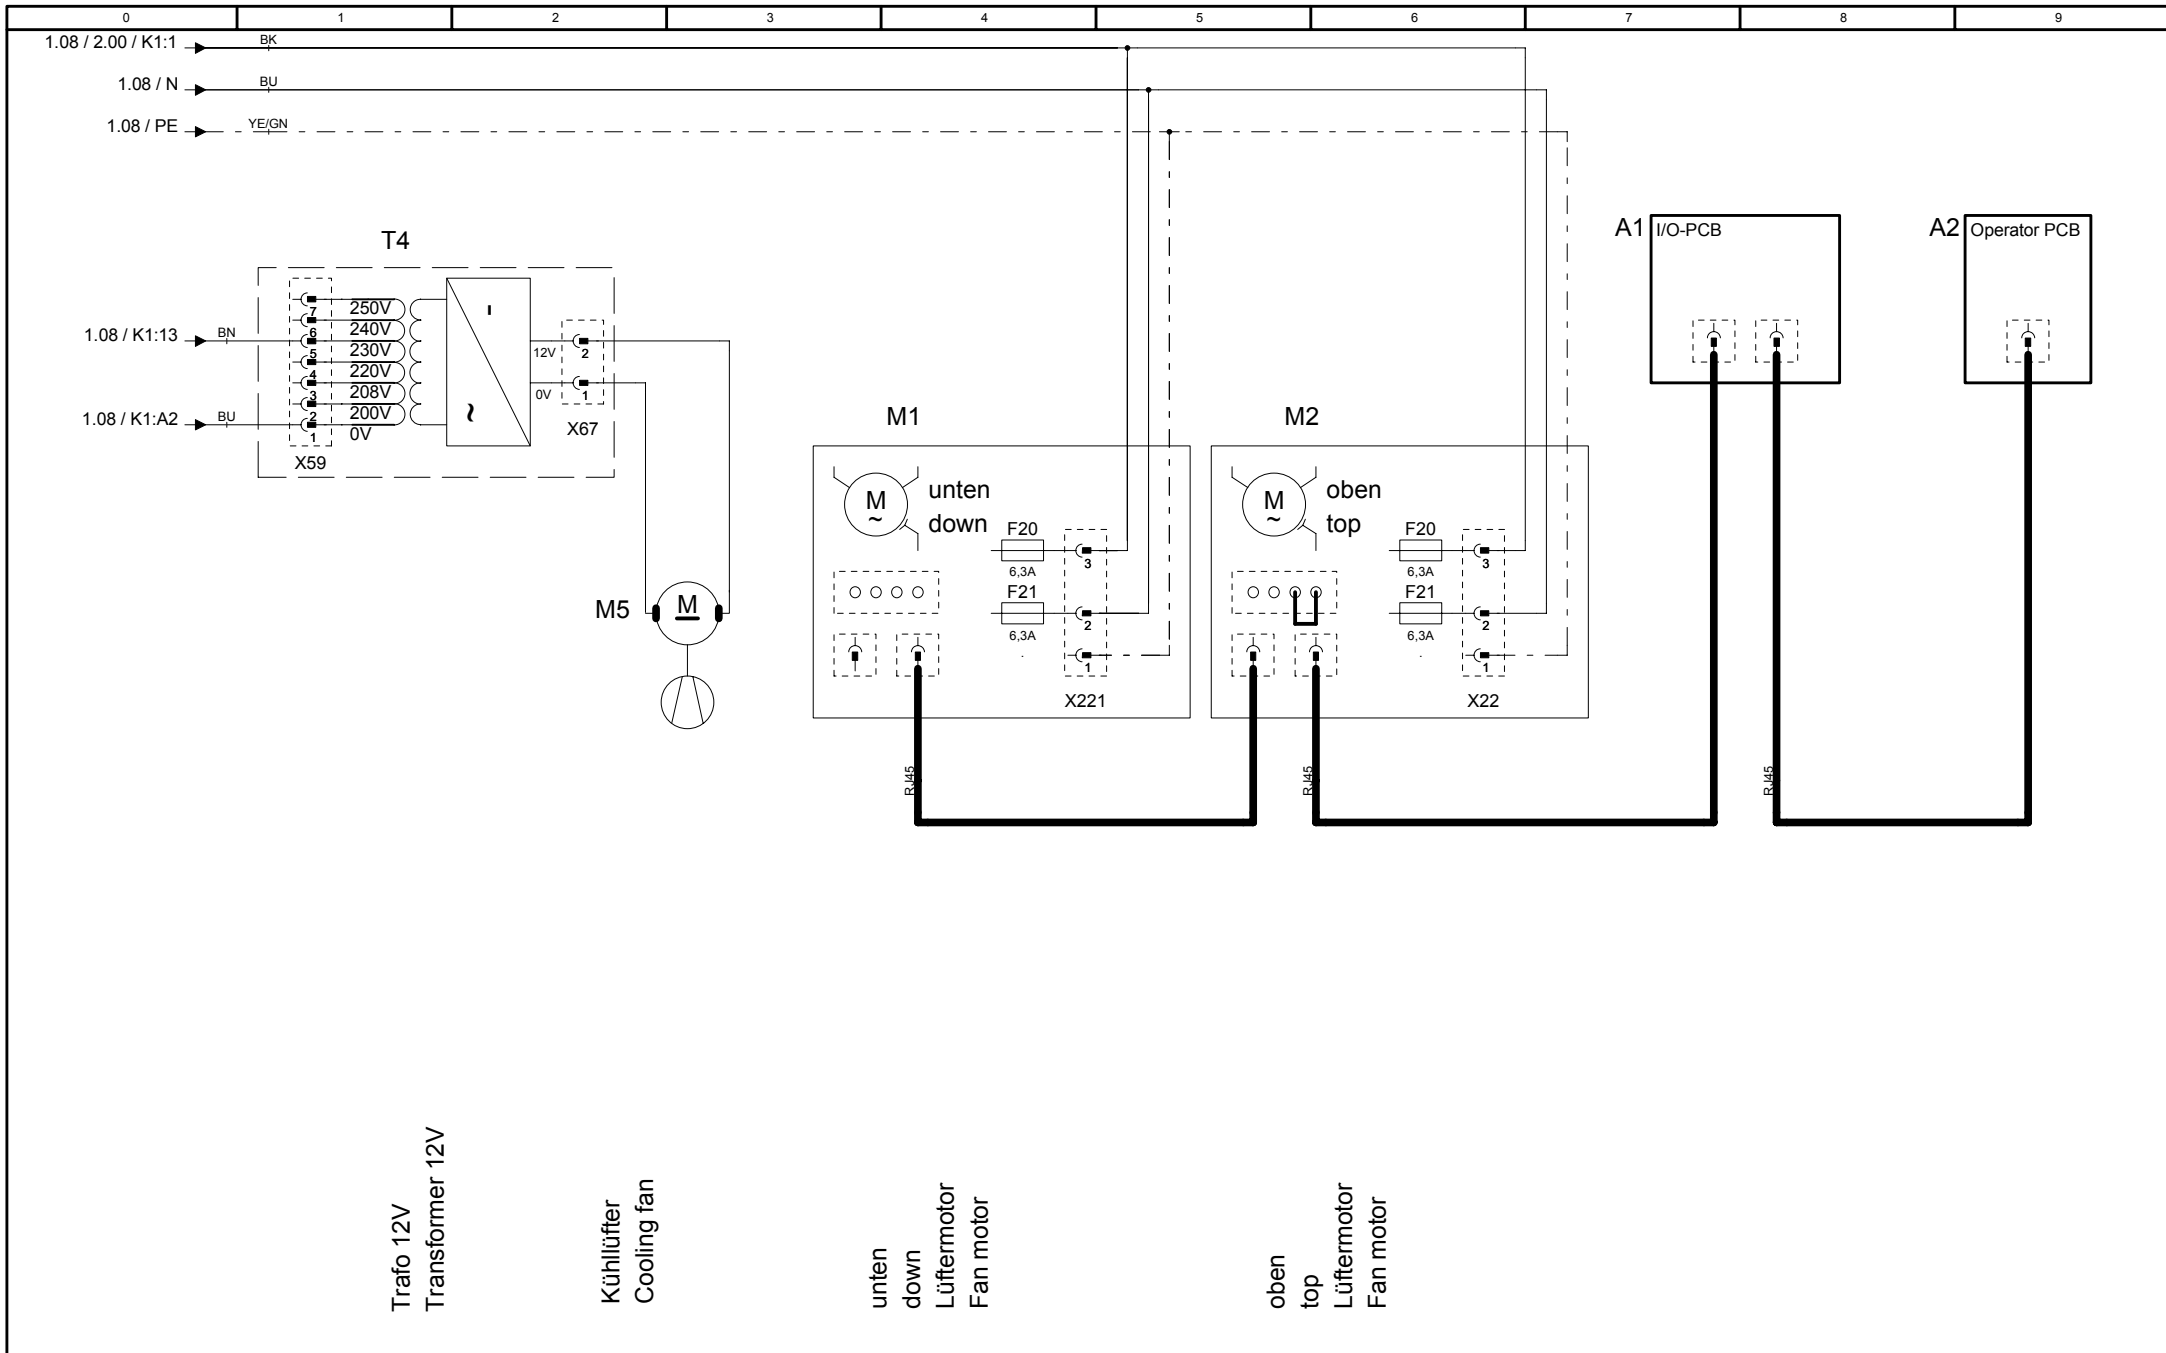 0 1 2 3 4 5 6 7 8 9
1.08 / 2.00 / K1:1 BK
1.08 / N BU
1.08 / PE YE/GN
T4
A1 I/O-PCB
A2 Operator PCB
7 250V
6 240V
5 230V
4 220V
3 208V
2 200V
1 0V
1.08 / K1:13 BN
1.08 / K1:A2 BU
X59
12V 2
0V 1
X67
M5
M
M1
M
~
unten
down
F20
6,3A
3
F21
6,3A
2
1
X221
M2
M
~
oben
top
F20
6,3A
3
F21
6,3A
2
1
X22
RJ45
RJ45
RJ45
Trafo 12V
Transformer 12V
Kühllüfter
Cooling fan
unten
down
Lüftermotor
Fan motor
oben
top
Lüftermotor
Fan motor